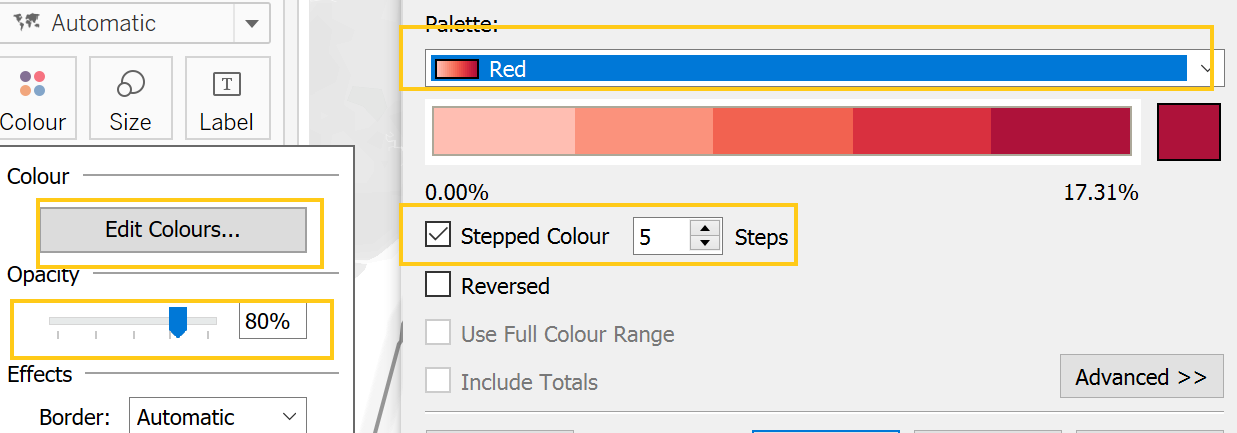 Automatic
Colour
Size
T
Label
Colour
Edit Colours...
Opacity
80%
Effects
Border:
Automatic
Palette:
Red
0.00%
17.31%
Stepped Colour
5
Steps
Reversed
Use Full Colour Range
Include Totals
Advanced >>